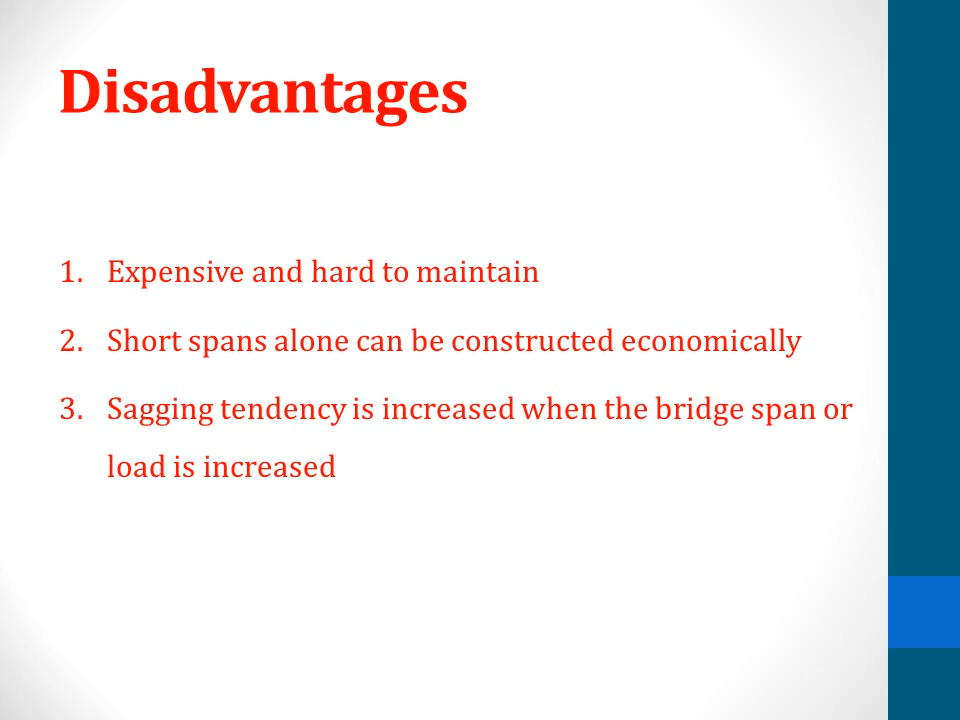 Disadvantages
1. Expensive and hard to maintain
2. Short spans alone can be constructed economically
3. Sagging tendency is increased when the bridge span or
load is increased